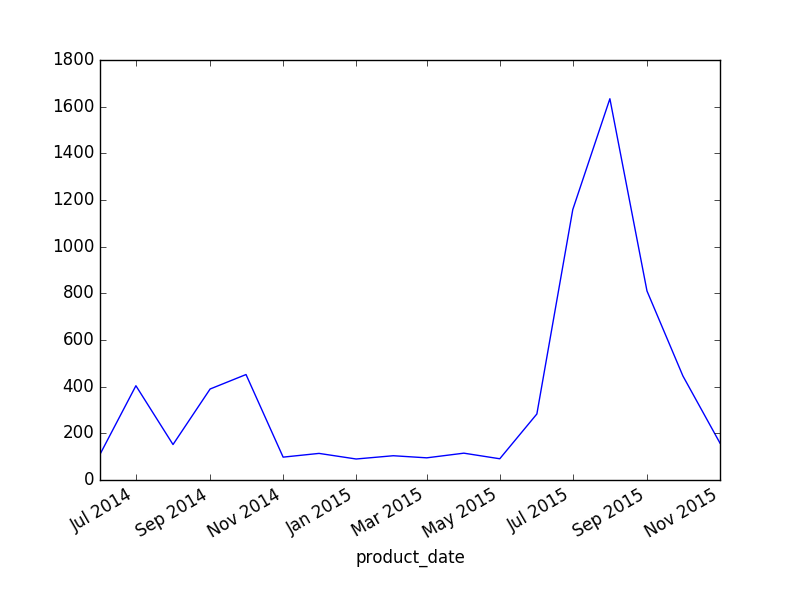 1800
1600
1400
1200
1000
800
600
400
200
0
Jul 2014
Sep 2014
Nov 2014
Jan 2015
Mar 2015
May 2015
Jul 2015
Sep 2015
Nov 2015
product_date